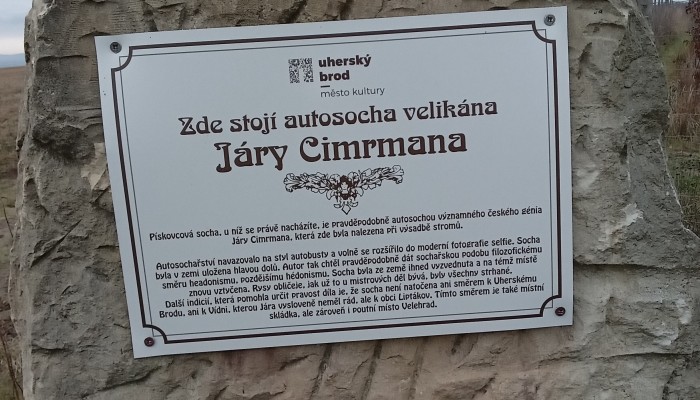 uherský
brod
město kultury
Zde stojí autosocha velikána
Járy Cimrmana
Pískovcová socha, u níž se právě nacházíte, je pravděpodobně autosochou významného českého génia
Járy Cimrmana, která zde byla nalezena při výsadbě stromů.
Autosochařství navazovalo na styl autobusty a volně se rozšířilo do moderní fotografie selfie. Socha
byla v zemi uložena hlavou dolů. Autor tak chtěl pravděpodobně dát sochařskou podobu filozofickému
směru headonismu, pozdějšímu hédonismu. Socha byla ze země ihned vyzvednuta a na témž místě
znovu vztyčena. Rysy obličeje, jak už to u mistrových děl bývá, byly všechny strhané.
Další indicií, která pomohla určit pravost díla je, že socha není natočena ani směrem k Uherskému
Brodu, ani k Vídni, kterou Jára vysloveně neměl rád, ale k obci Liptákov. Tímto směrem je také místní
skládka, ale zároveň i poutní místo Velehrad.